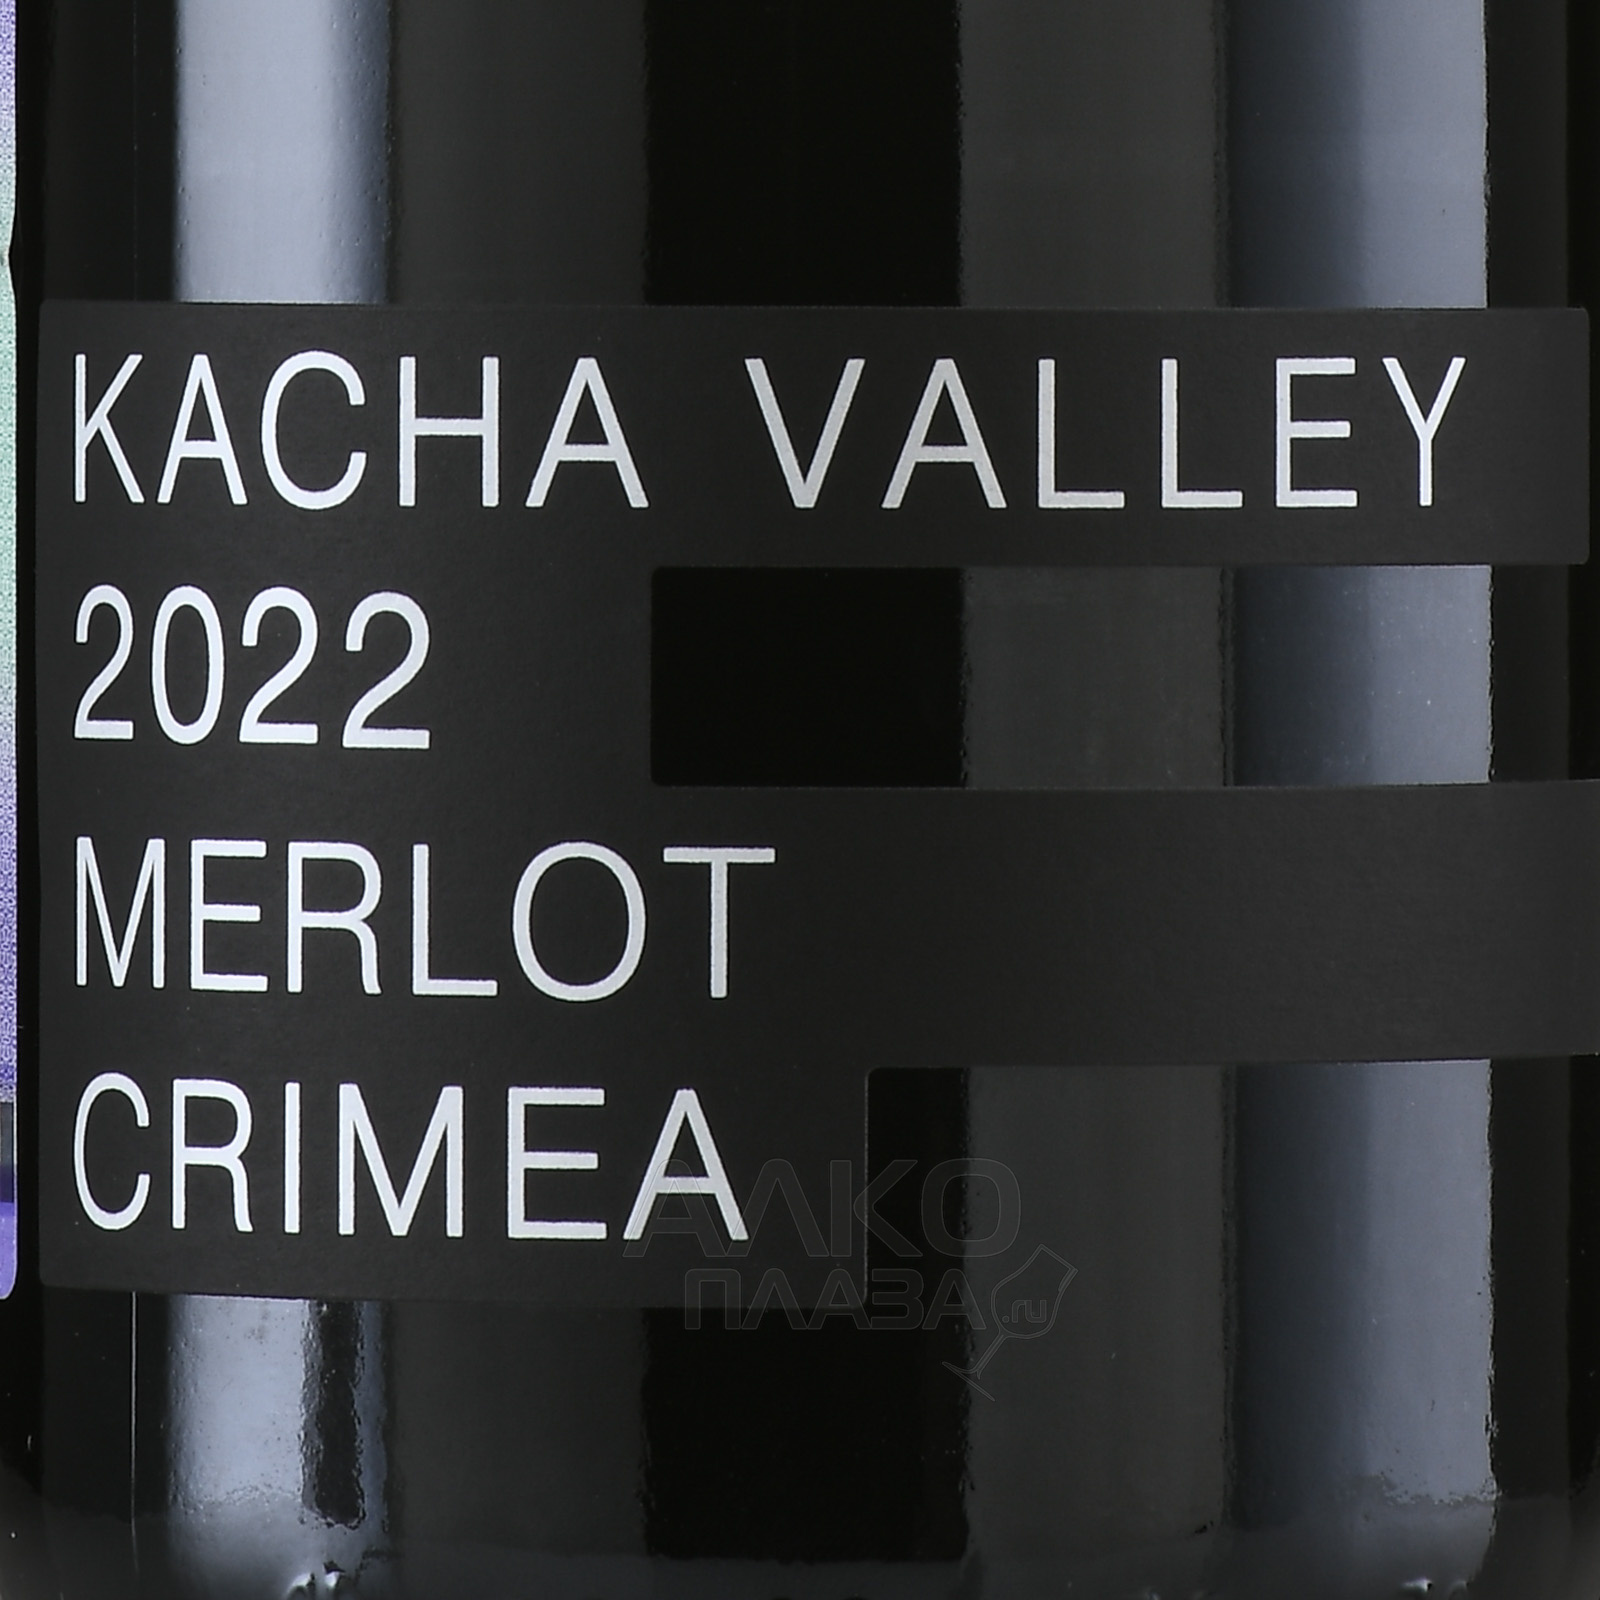 KACHA VALLEY
2022
MERLOT
CRIMEA
АЛКО
ПЛАЗА.ru